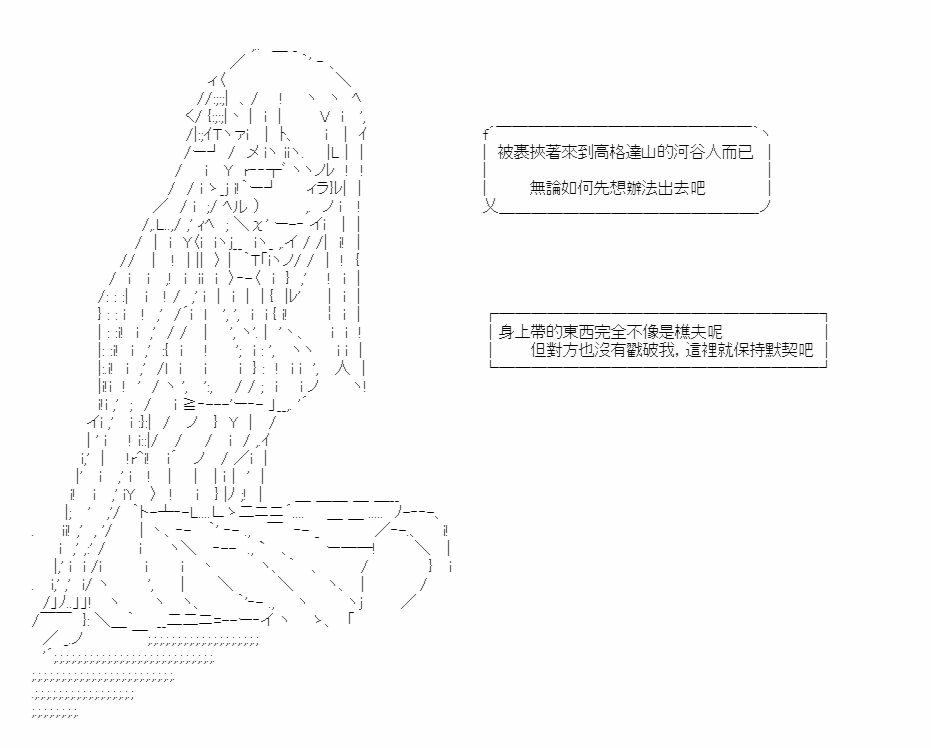 被裹挾著來到高格達山的河谷人而已
無論如何先想辦法出去吧
身上帶的東西完全不像是樵夫呢
但對方也沒有戳破我，這裡就保持默契吧